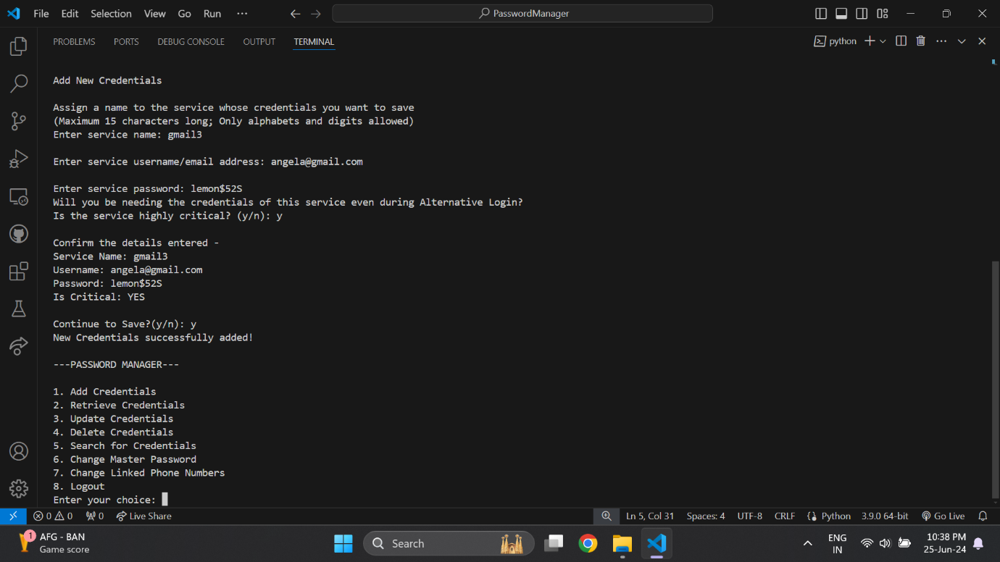 File Edit Selection View Go Run ···
PasswordManager
PROBLEMS PORTS DEBUG CONSOLE OUTPUT TERMINAL
python
Add New Credentials
Assign a name to the service whose credentials you want to save
(Maximum 15 characters long; Only alphabets and digits allowed)
Enter service name: gmail3
Enter service username/email address: angela@gmail.com
Enter service password: lemon$52S
Will you be needing the credentials of this service even during Alternative Login?
Is the service highly critical? (y/n): y
Confirm the details entered -
Service Name: gmail3
Username: angela@gmail.com
Password: lemon$52S
Is Critical: YES
Continue to Save?(y/n): y
New Credentials successfully added!
---PASSWORD MANAGER---
1. Add Credentials
2. Retrieve Credentials
3. Update Credentials
4. Delete Credentials
5. Search for Credentials
6. Change Master Password
7. Change Linked Phone Numbers
8. Logout
Enter your choice:
0 0 0 Live Share Ln 5, Col 31 Spaces: 4 UTF-8 CRLF Python 3.9.0 64-bit Go Live
1
AFG - BAN
Game score
Search
ENG
IN
10:38 PM
25-Jun-24